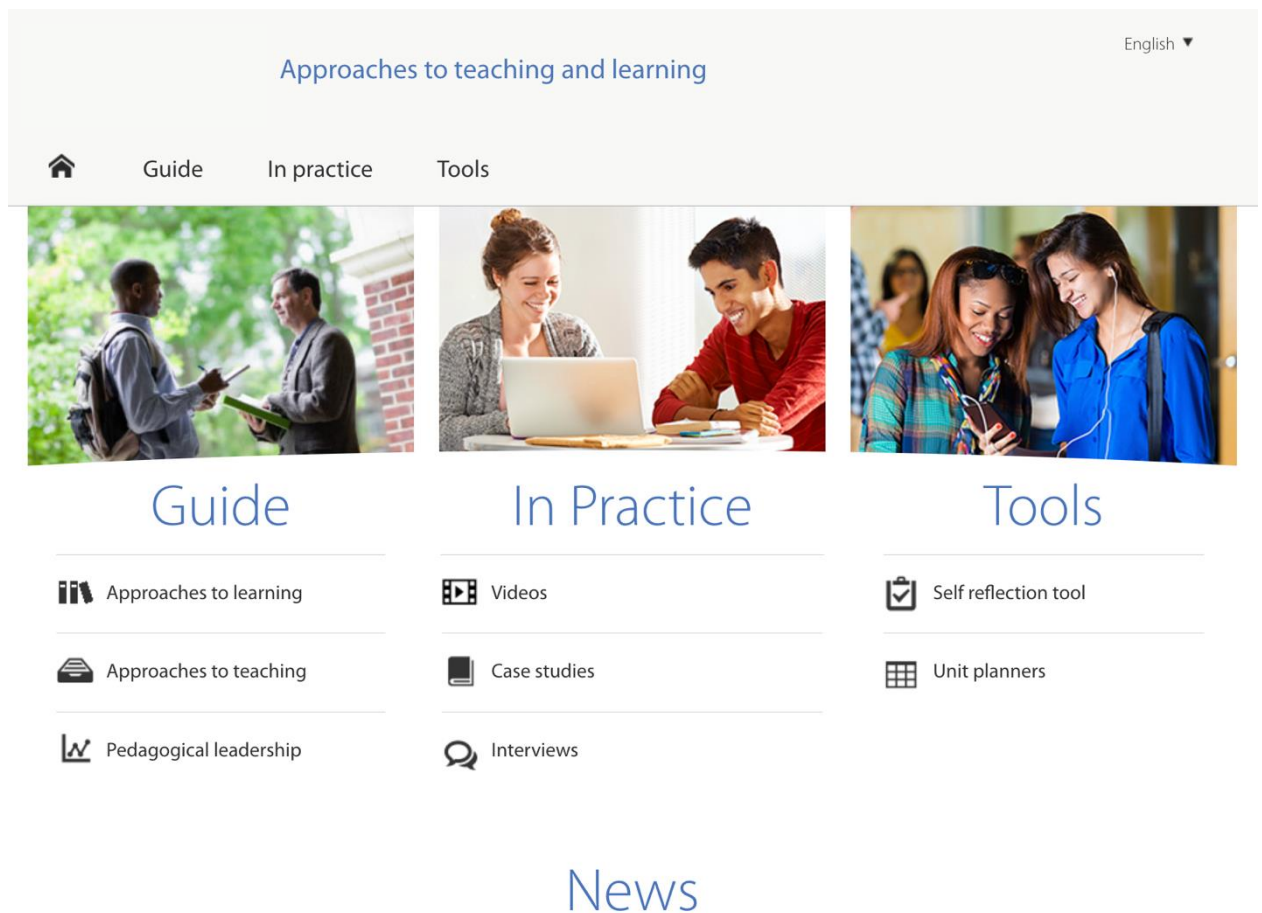 English ▼
Approaches to teaching and learning
Guide
In practice
Tools
Guide
Approaches to learning
Approaches to teaching
Pedagogical leadership
In Practice
Videos
Case studies
Interviews
Tools
Self reflection tool
Unit planners
News